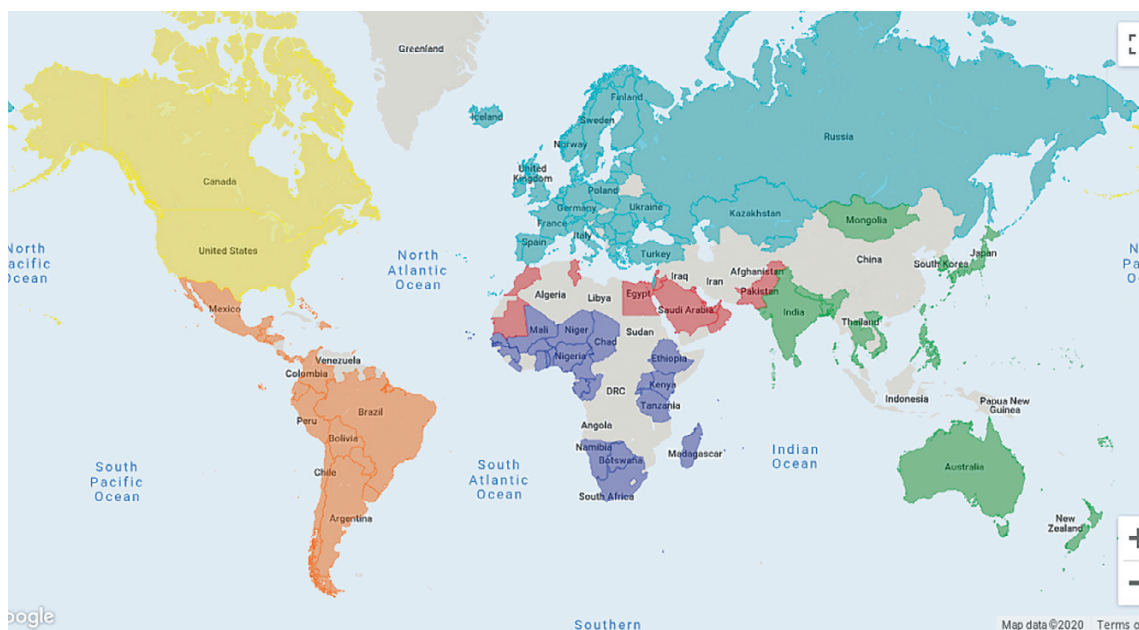 Greenland
Iceland
Finland
Sweden
Norway
Russia
Canada
United
Kingdom
Poland
Germany
Ukraine
France
Kazakhstan
Mongolia
Italy
Spain
Turkey
United States
North
Atlantic
Ocean
China
Japan
South Korea
Iraq
Iran
Afghanistan
Pakistan
Algeria
Libya
Egypt
Saudi Arabia
India
Mexico
Mali
Niger
Chad
Sudan
Thailand
Venezuela
Colombia
Nigeria
Ethiopia
DRC
Kenya
Tanzania
Indonesia
Papua New
Guinea
Brazil
Peru
Bolivia
Angola
Namibia
Botswana
Madagascar
Indian
Ocean
South
Pacific
Ocean
Chile
South
Atlantic
Ocean
Australia
South Africa
Argentina
New
Zealand
North
acific
Ocean
N
Pa
O
oogle
Southern
Map data ©2020
Terms o